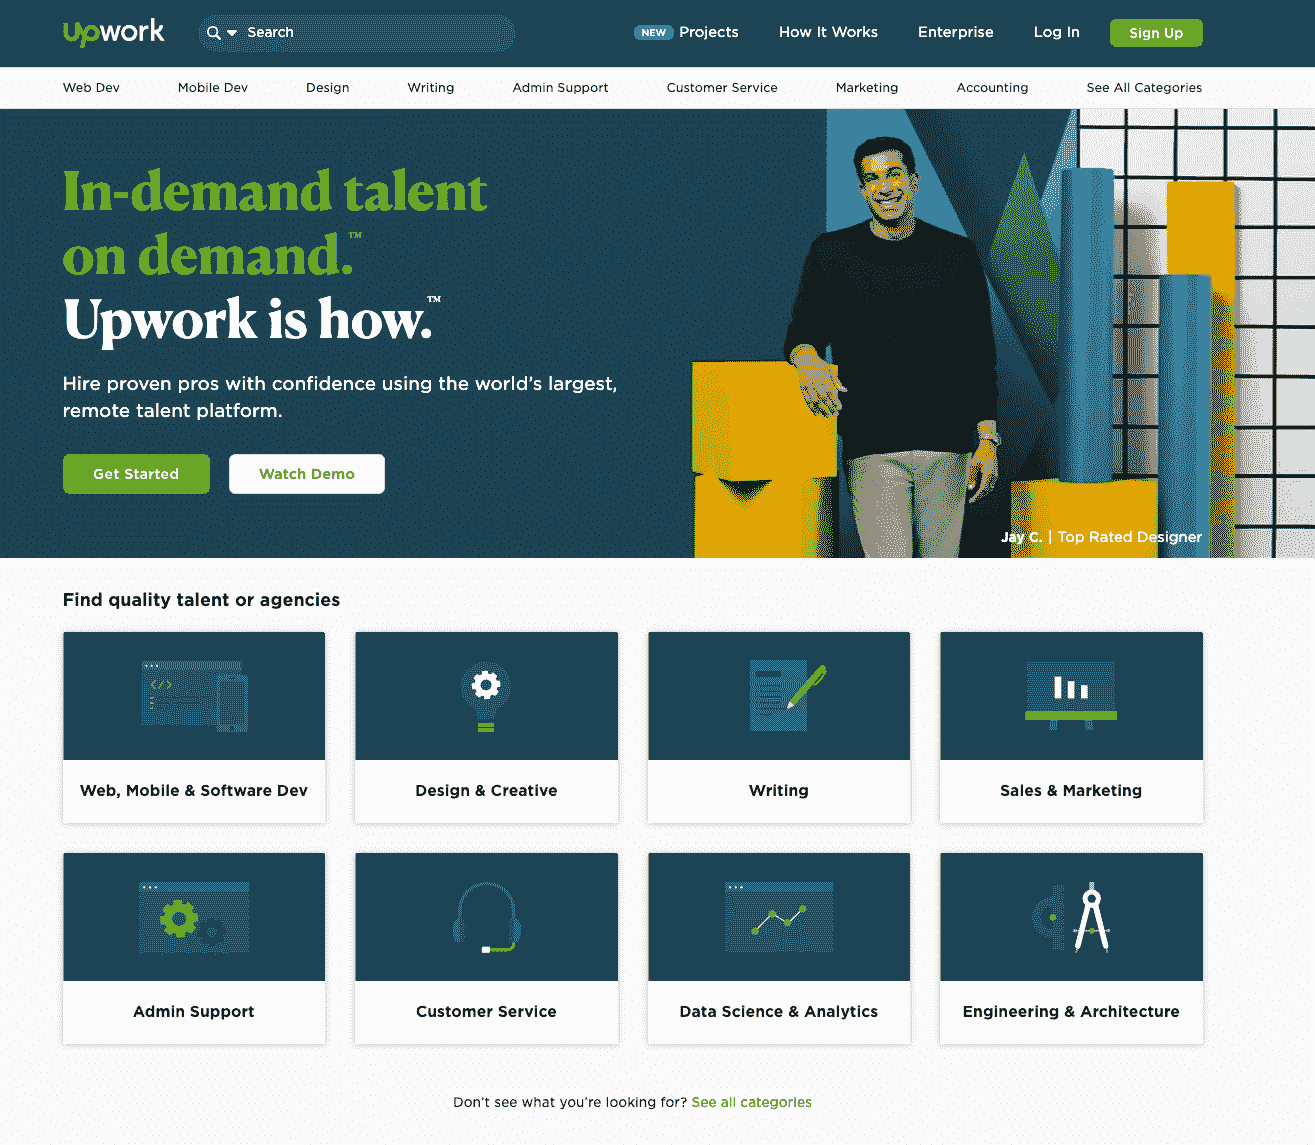 Upwork
Search
NEW Projects
How It Works
Enterprise
Log In
Sign Up
Web Dev
Mobile Dev
Design
Writing
Admin Support
Customer Service
Marketing
Accounting
See All Categories
In-demand talent
on demand.™
Upwork is how.™
Hire proven pros with confidence using the world’s largest,
remote talent platform.
Get Started
Watch Demo
Jay C. | Top Rated Designer
Find quality talent or agencies
</>
Web, Mobile & Software Dev
Design & Creative
Writing
Sales & Marketing
Admin Support
Customer Service
Data Science & Analytics
Engineering & Architecture
Don’t see what you’re looking for? See all categories